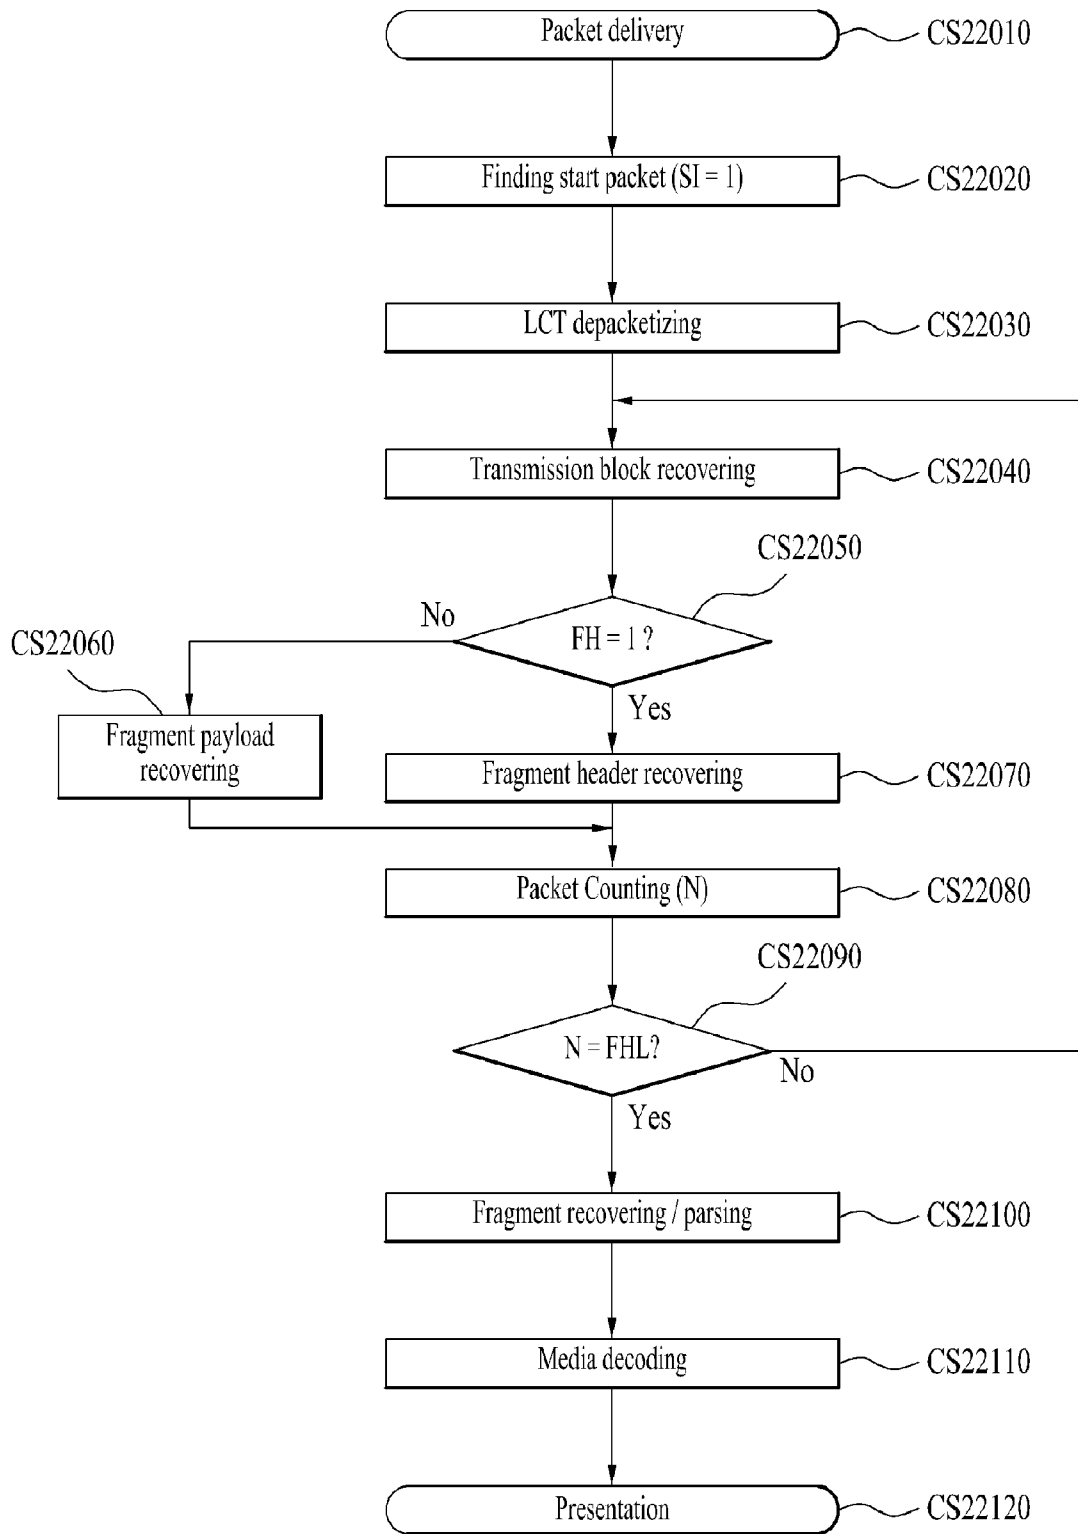 Packet delivery
CS22010
Finding start packet (SI = 1)
CS22020
LCT depacketizing
CS22030
Transmission block recovering
CS22040
CS22050
No
FH = 1 ?
CS22060
Yes
Fragment payload
recovering
Fragment header recovering
CS22070
Packet Counting (N)
CS22080
CS22090
N = FHL?
No
Yes
Fragment recovering / parsing
CS22100
Media decoding
CS22110
Presentation
CS22120